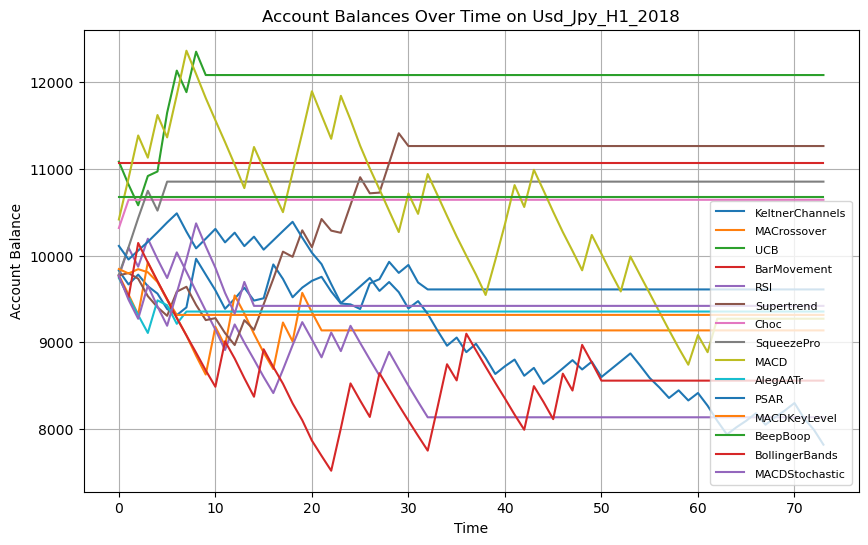 Account Balances Over Time on Usd_Jpy_H1_2018
Account Balance
12000
11000
10000
9000
8000
KeltnerChannels
MACrossover
UCB
BarMovement
RSI
Supertrend
Choc
SqueezePro
MACD
AlegAATr
PSAR
MACDKeyLevel
BeepBoop
BollingerBands
MACDStochastic
0 10 20 30 40 50 60 70
Time